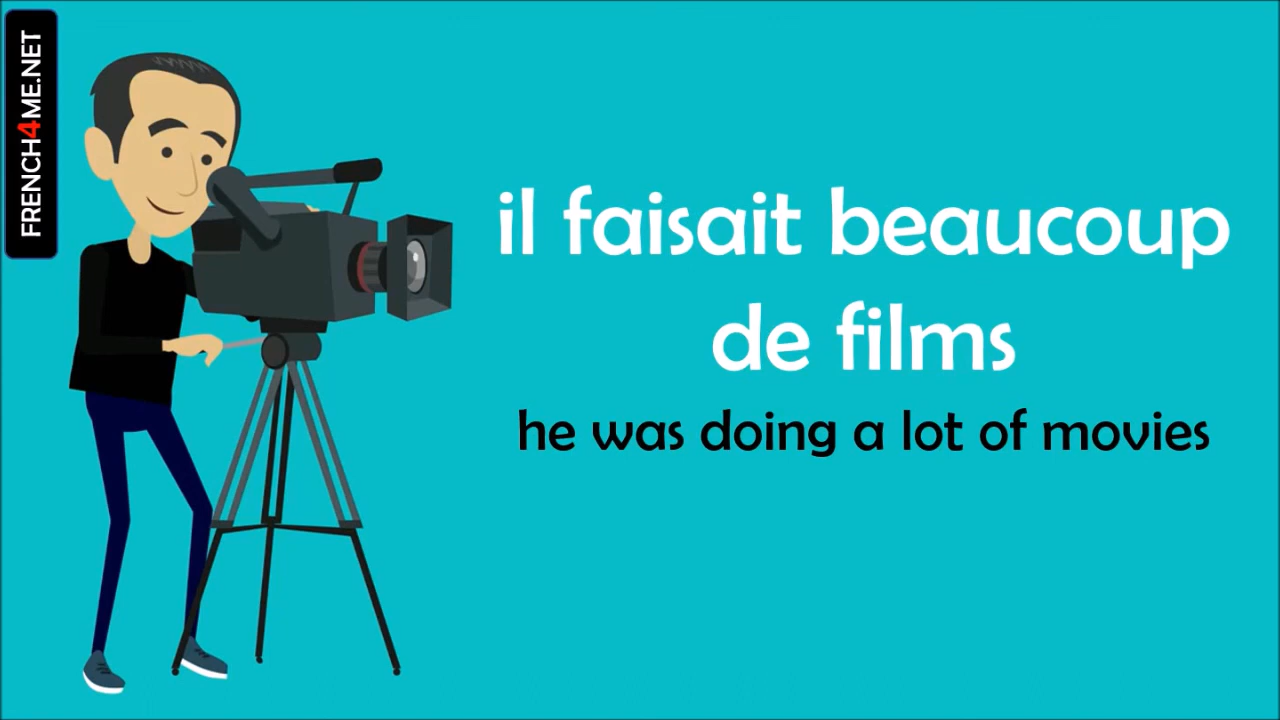 FRENCH4ME.NET
il faisait beaucoup
de films
he was doing a lot of movies